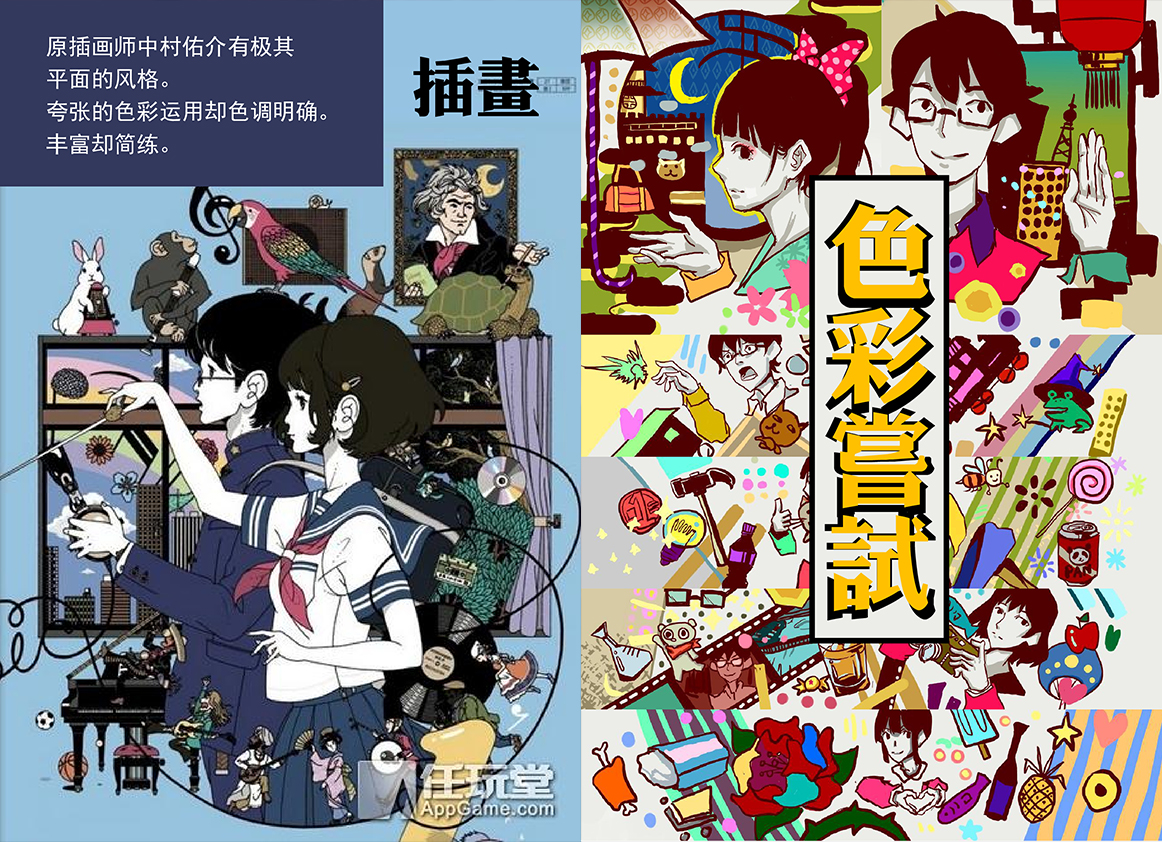 原插画师中村佑介有极其
平面的风格。
夸张的色彩运用却色调明确。
丰富却简练。
插畫
色彩嘗試
任玩堂
AppGame.com